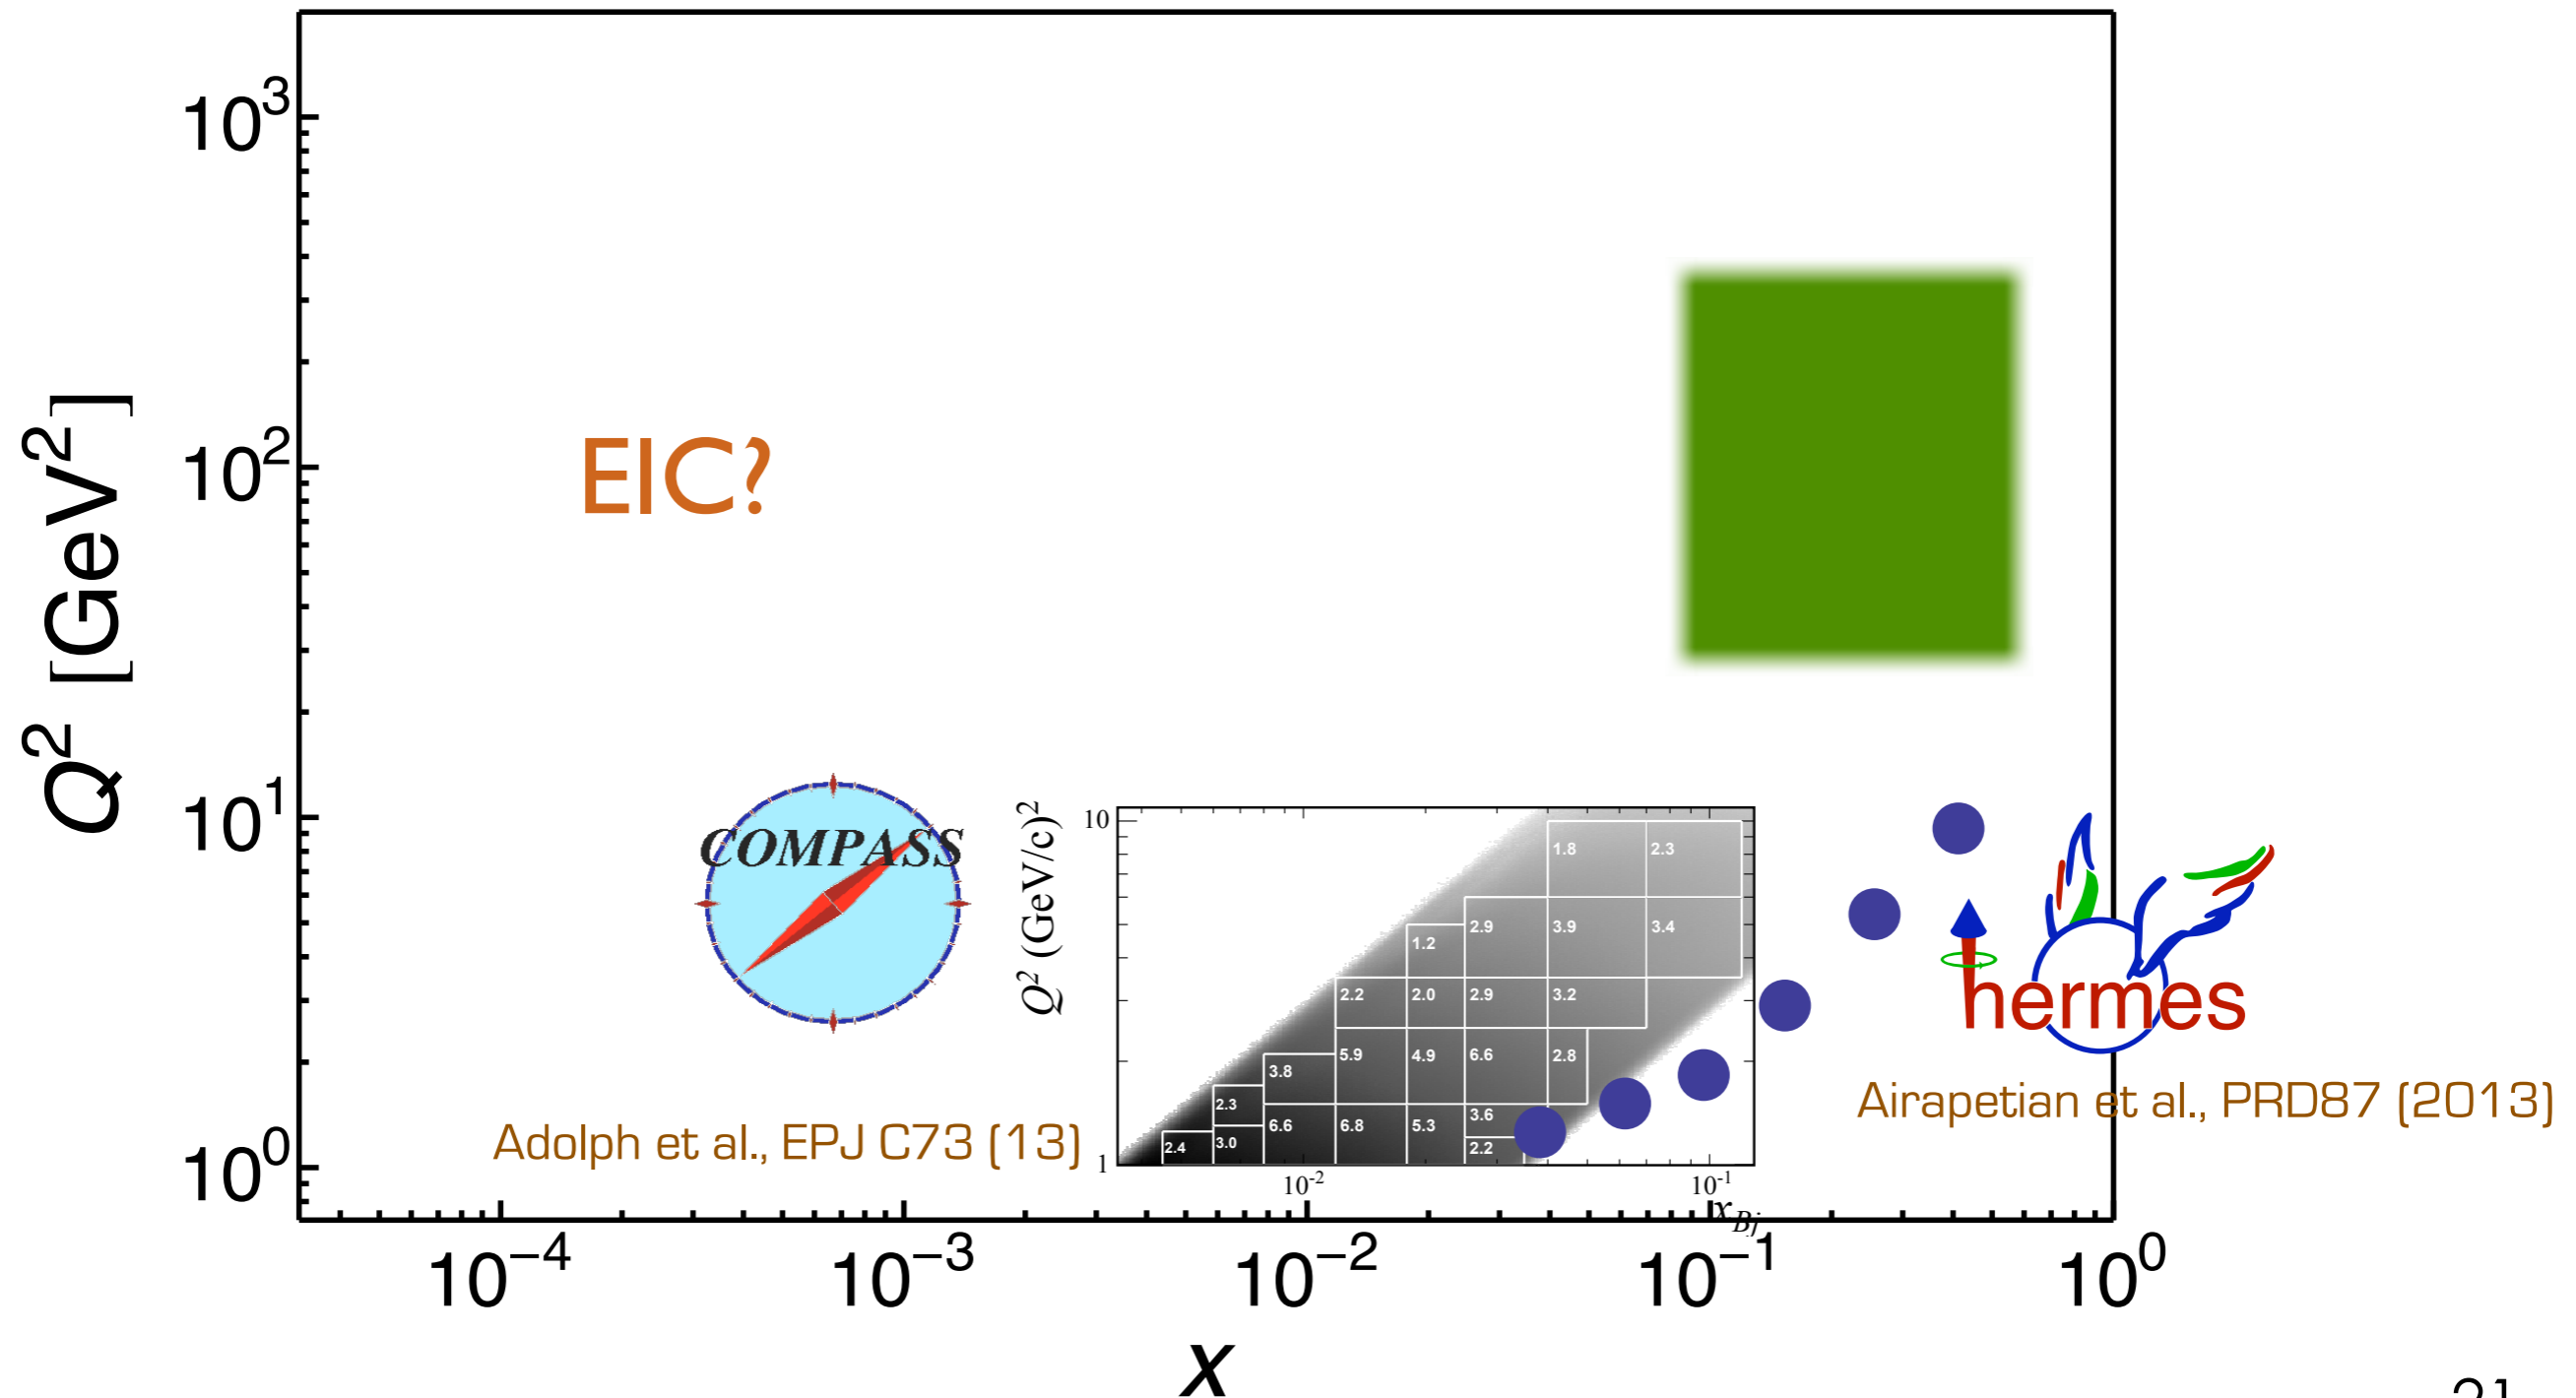 10³
10²
10¹
10⁰
Q² [GeV²]
EIC?
COMPASS
Adolph et al., EPJ C73 (13)
Q² (GeV/c)²
10
1
1.8 2.3
2.9 3.9 3.4
1.2
2.2 2.0 2.9 3.2
5.9 4.9 6.6 2.8
3.8
2.3
6.6 6.8 5.3 3.6
2.4 3.0 2.2
10⁻² 10⁻¹
x_Bj
hermes
Airapetian et al., PRD87 (2013)
10⁻⁴ 10⁻³ 10⁻² 10⁻¹ 10⁰
x